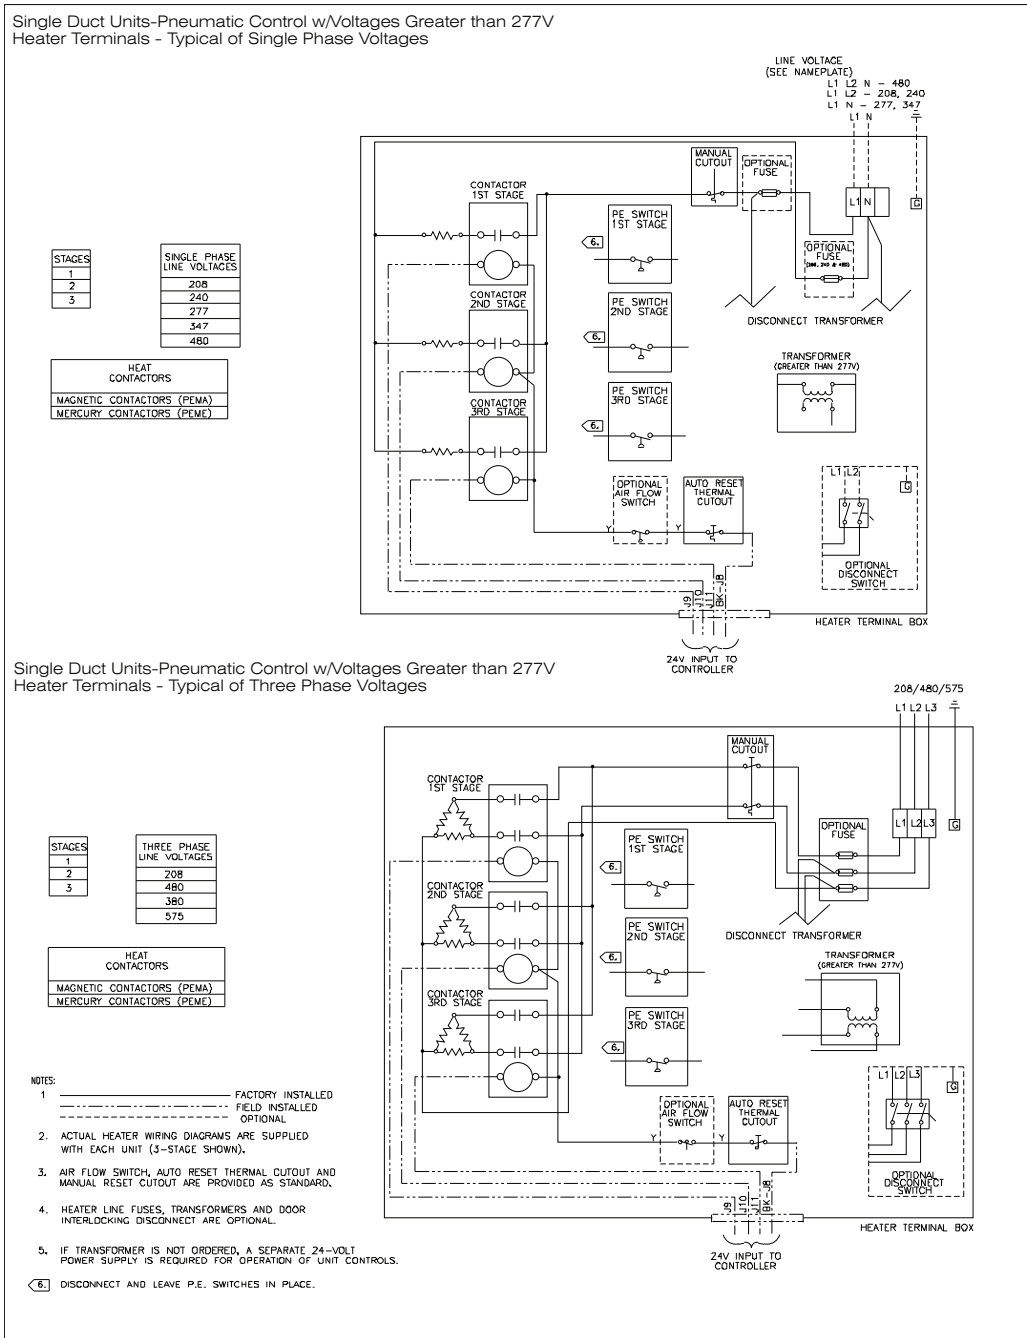 Single Duct Units-Pneumatic Control w/Voltages Greater than 277V
Heater Terminals - Typical of Single Phase Voltages
LINE VOLTAGE
(SEE NAMEPLATE)
L1 L2 N - 480
L1 L2 - 208, 240
L1 N - 277, 347
L1 N
MANUAL
CUTOUT
OPTIONAL
FUSE
CONTACTOR
1ST STAGE
L1 N
G
PE SWITCH
1ST STAGE
6.
OPTIONAL
FUSE
(208, 240 & 480)
STAGES
1
2
3
SINGLE PHASE
LINE VOLTAGES
208
240
277
347
480
CONTACTOR
2ND STAGE
PE SWITCH
2ND STAGE
6.
DISCONNECT TRANSFORMER
HEAT
CONTACTORS
MAGNETIC CONTACTORS (PEMA)
MERCURY CONTACTORS (PEME)
TRANSFORMER
(GREATER THAN 277V)
CONTACTOR
3RD STAGE
PE SWITCH
3RD STAGE
6.
OPTIONAL
AIR FLOW
SWITCH
AUTO RESET
THERMAL
CUTOUT
Y
Y
L1 L2
G
OPTIONAL
DISCONNECT
SWITCH
J9
J10
J11
BK-J8
HEATER TERMINAL BOX
24V INPUT TO
CONTROLLER
Single Duct Units-Pneumatic Control w/Voltages Greater than 277V
Heater Terminals - Typical of Three Phase Voltages
208/480/575
L1 L2 L3
MANUAL
CUTOUT
CONTACTOR
1ST STAGE
OPTIONAL
FUSE
L1 L2 L3
G
STAGES
1
2
3
THREE PHASE
LINE VOLTAGES
208
480
380
575
PE SWITCH
1ST STAGE
6.
CONTACTOR
2ND STAGE
PE SWITCH
2ND STAGE
6.
DISCONNECT TRANSFORMER
HEAT
CONTACTORS
MAGNETIC CONTACTORS (PEMA)
MERCURY CONTACTORS (PEME)
TRANSFORMER
(GREATER THAN 277V)
CONTACTOR
3RD STAGE
PE SWITCH
3RD STAGE
6.
L1 L2 L3
G
OPTIONAL
DISCONNECT
SWITCH
OPTIONAL
AIR FLOW
SWITCH
AUTO RESET
THERMAL
CUTOUT
Y
Y
J9
J10
J11
BK-J8
HEATER TERMINAL BOX
24V INPUT TO
CONTROLLER
NOTES:
1 FACTORY INSTALLED
FIELD INSTALLED
OPTIONAL
2. ACTUAL HEATER WIRING DIAGRAMS ARE SUPPLIED
WITH EACH UNIT (3-STAGE SHOWN).
3. AIR FLOW SWITCH, AUTO RESET THERMAL CUTOUT AND
MANUAL RESET CUTOUT ARE PROVIDED AS STANDARD.
4. HEATER LINE FUSES, TRANSFORMERS AND DOOR
INTERLOCKING DISCONNECT ARE OPTIONAL.
5. IF TRANSFORMER IS NOT ORDERED, A SEPARATE 24-VOLT
POWER SUPPLY IS REQUIRED FOR OPERATION OF UNIT CONTROLS.
6. DISCONNECT AND LEAVE P.E. SWITCHES IN PLACE.